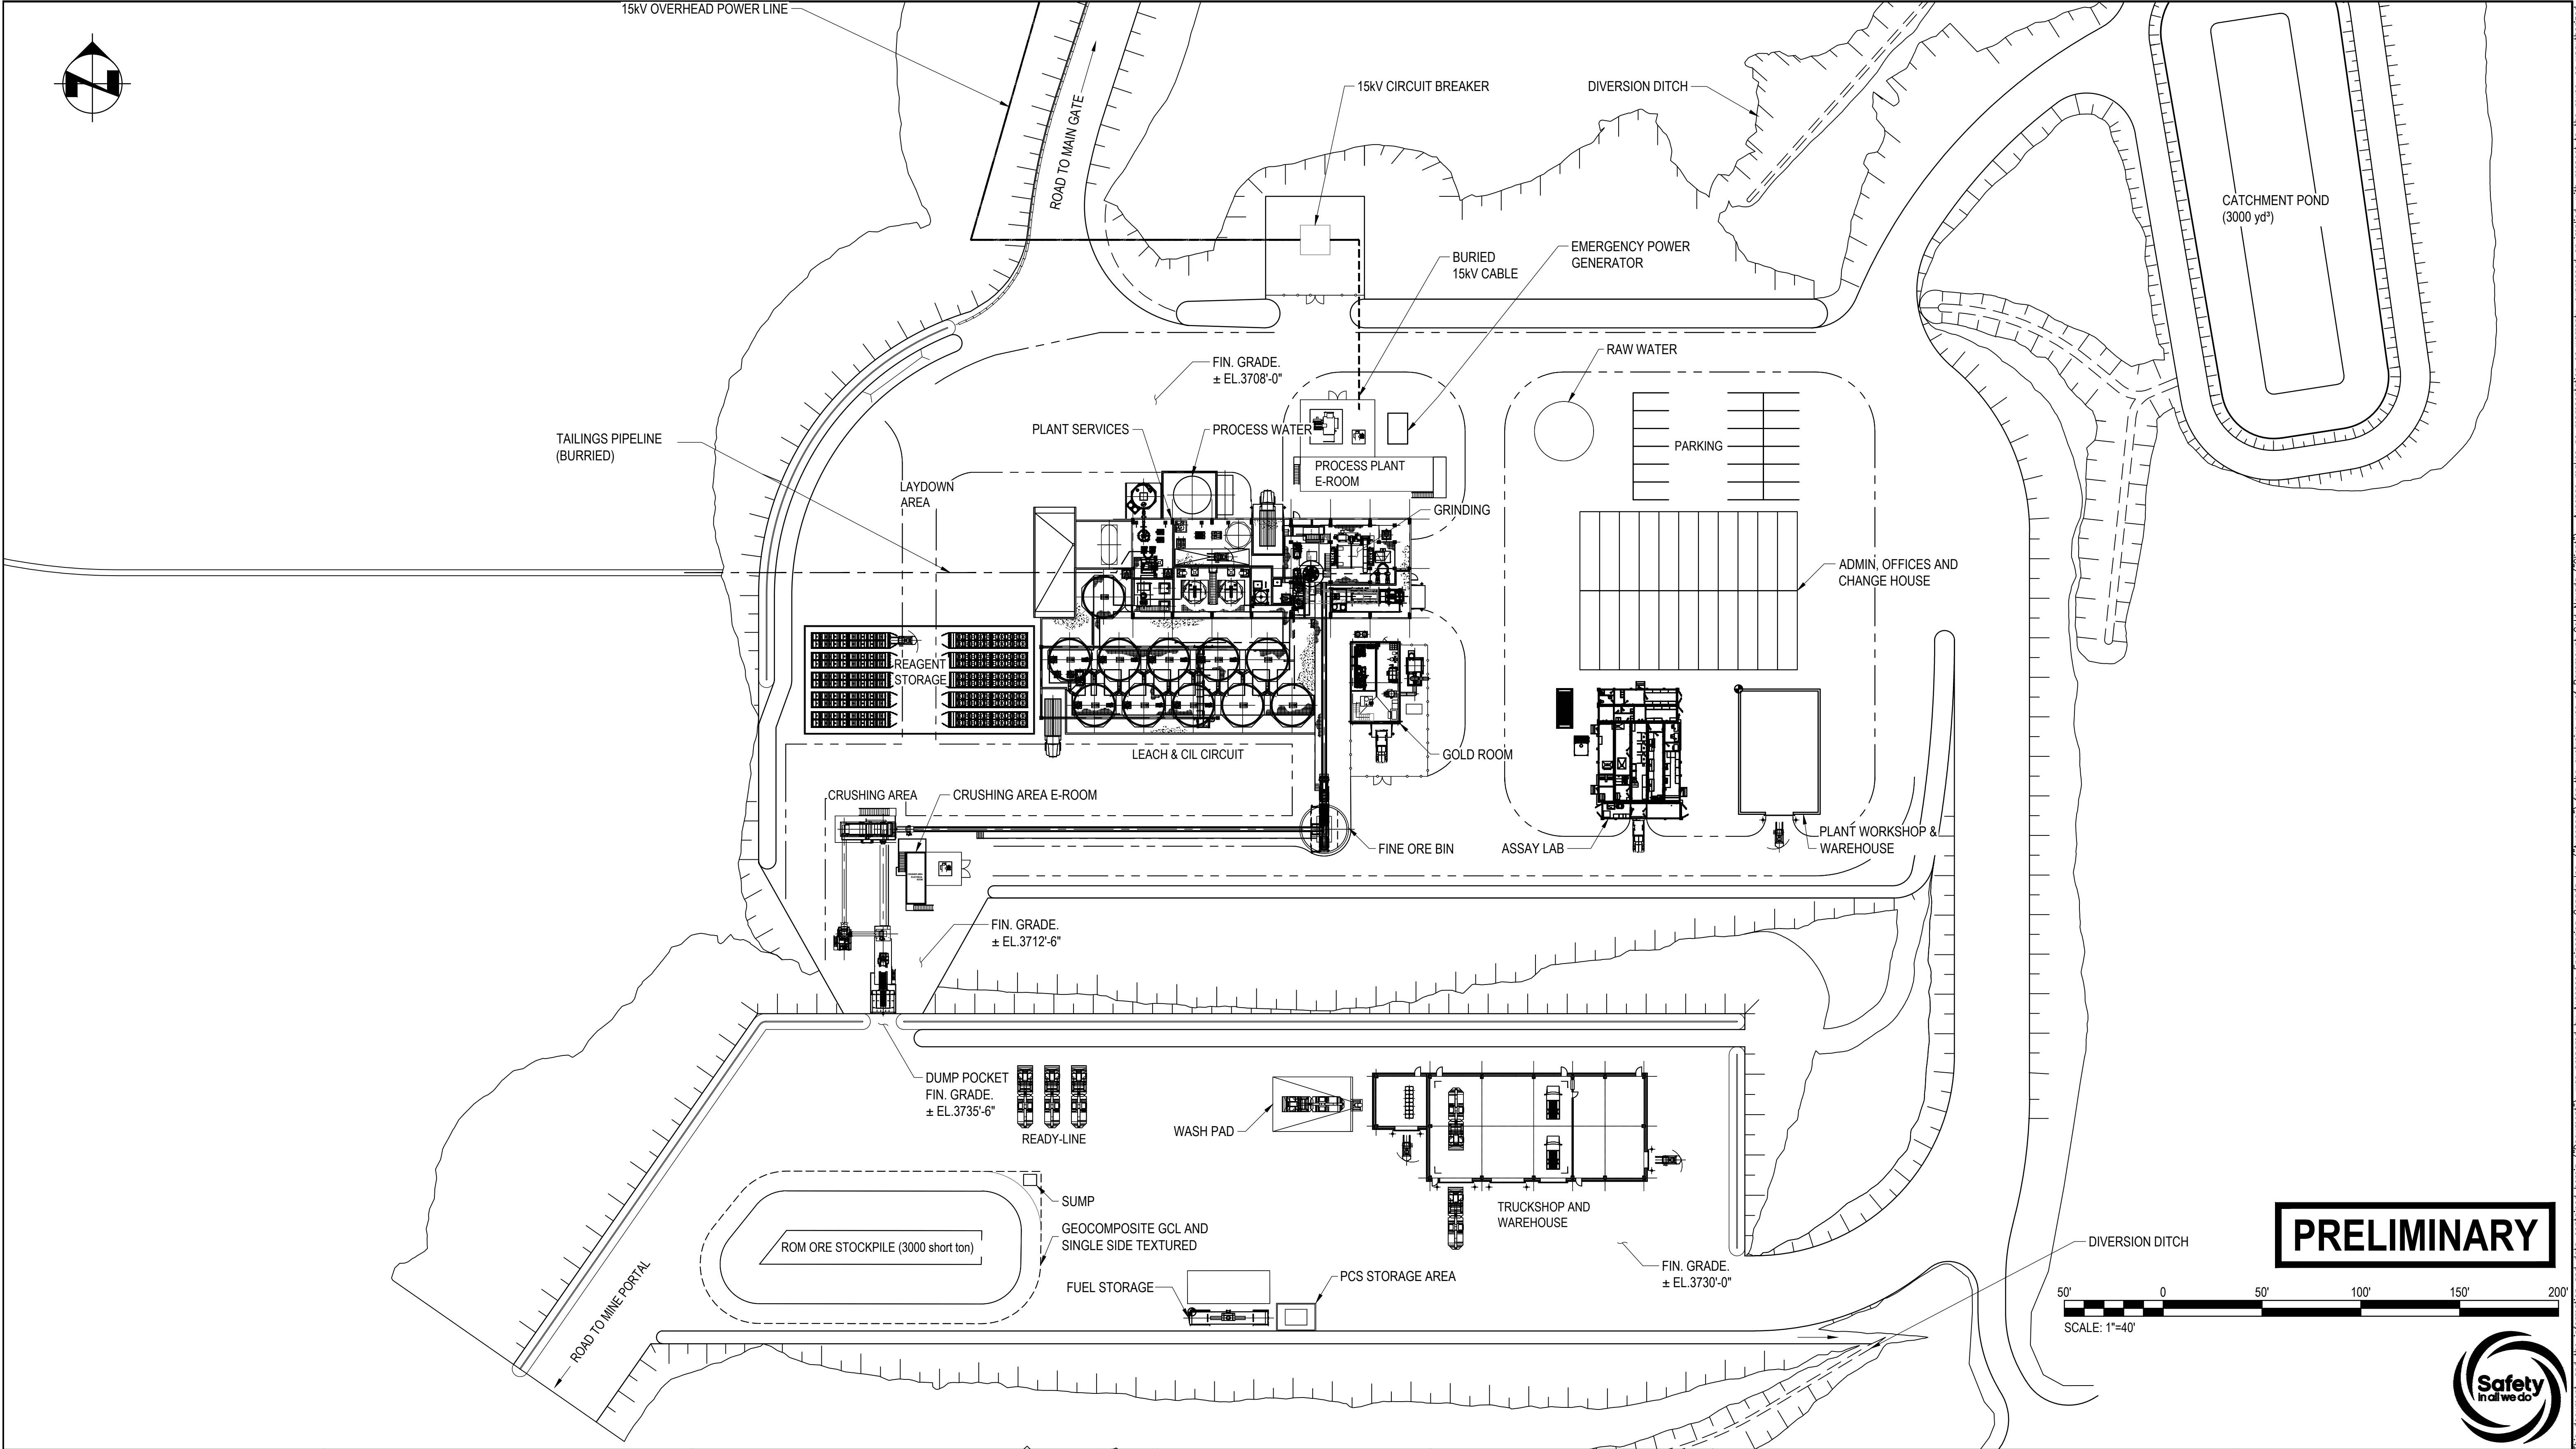 15kV OVERHEAD POWER LINE
ROAD TO MAIN GATE
15kV CIRCUIT BREAKER
DIVERSION DITCH
CATCHMENT POND
(3000 yd³)
BURIED
15kV CABLE
EMERGENCY POWER
GENERATOR
RAW WATER
FIN. GRADE.
± EL.3708'-0"
TAILINGS PIPELINE
(BURRIED)
PLANT SERVICES
PROCESS WATER
PARKING
PROCESS PLANT
E-ROOM
LAYDOWN
AREA
GRINDING
ADMIN, OFFICES AND
CHANGE HOUSE
REAGENT
STORAGE
LEACH & CIL CIRCUIT
GOLD ROOM
CRUSHING AREA
CRUSHING AREA E-ROOM
FINE ORE BIN
ASSAY LAB
PLANT WORKSHOP &
WAREHOUSE
FIN. GRADE.
± EL.3712'-6"
DUMP POCKET
FIN. GRADE.
± EL.3735'-6"
READY-LINE
WASH PAD
SUMP
GEOCOMPOSITE GCL AND
SINGLE SIDE TEXTURED
ROM ORE STOCKPILE (3000 short ton)
TRUCKSHOP AND
WAREHOUSE
FIN. GRADE.
± EL.3730'-0"
ROAD TO MINE PORTAL
FUEL STORAGE
PCS STORAGE AREA
DIVERSION DITCH
PRELIMINARY
50' 0 50' 100' 150' 200'
SCALE: 1"=40'
Safety
in all we do